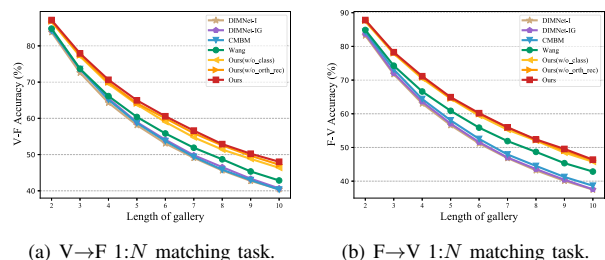 DIMNet-I
DIMNet-IG
CMBM
Wang
Ours(w/o_class)
Ours(w/o_orth_rec)
Ours
V-F Accuracy (%)
80
70
60
50
40
2 3 4 5 6 7 8 9 10
Length of gallery
(a) V→F 1:N matching task.
DIMNet-I
DIMNet-IG
CMBM
Wang
Ours(w/o_class)
Ours(w/o_orth_rec)
Ours
F-V Accuracy (%)
90
80
70
60
50
40
2 3 4 5 6 7 8 9 10
Length of gallery
(b) F→V 1:N matching task.